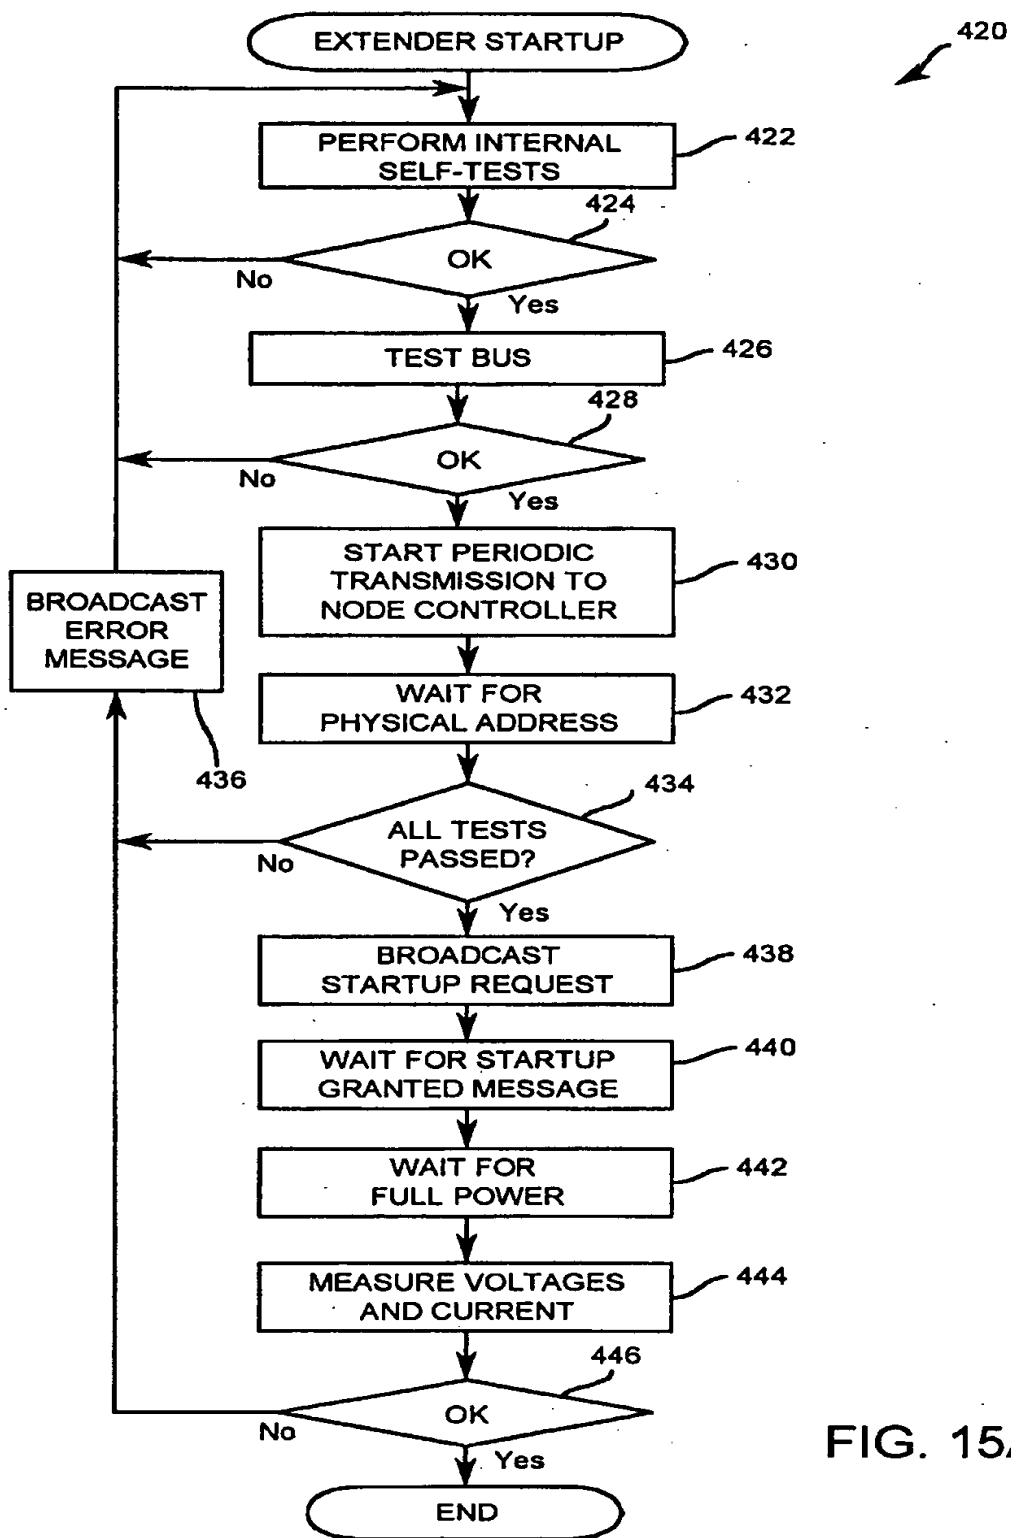 EXTENDER STARTUP
420
PERFORM INTERNAL
SELF-TESTS
422
424
OK
No
Yes
TEST BUS
426
428
OK
No
Yes
START PERIODIC
TRANSMISSION TO
NODE CONTROLLER
430
BROADCAST
ERROR
MESSAGE
436
WAIT FOR
PHYSICAL ADDRESS
432
434
ALL TESTS
PASSED?
No
Yes
BROADCAST
STARTUP REQUEST
438
WAIT FOR STARTUP
GRANTED MESSAGE
440
WAIT FOR
FULL POWER
442
MEASURE VOLTAGES
AND CURRENT
444
446
OK
No
Yes
END
FIG. 15A